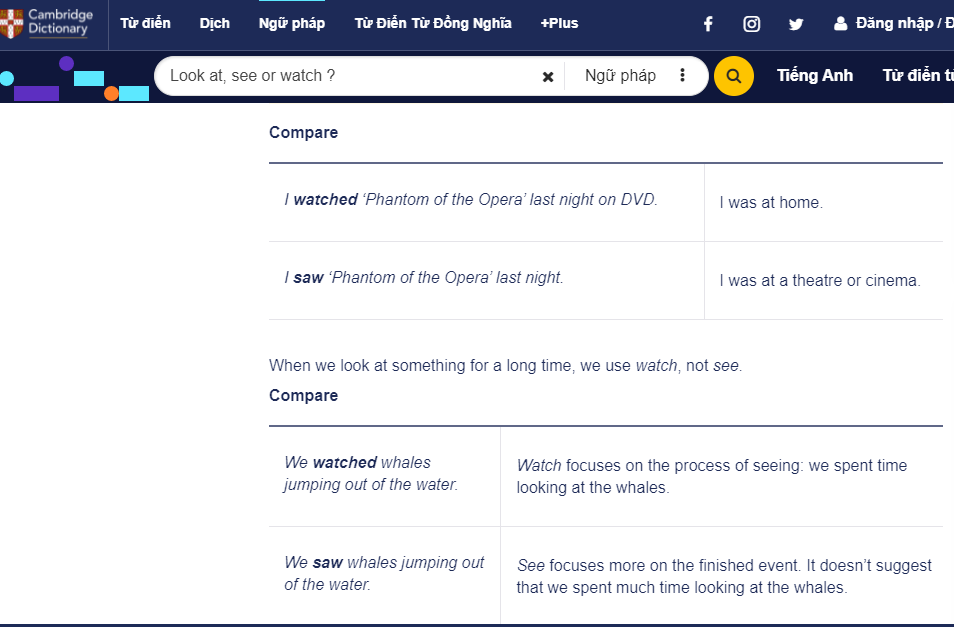 Cambridge
Dictionary
Từ điển Dịch Ngữ pháp Từ Điển Từ Đồng Nghĩa +Plus Đăng nhập /
Look at, see or watch ? Ngữ pháp Tiếng Anh Từ điển
Compare
I watched ‘Phantom of the Opera’ last night on DVD. I was at home.
I saw ‘Phantom of the Opera’ last night. I was at a theatre or cinema.
When we look at something for a long time, we use watch, not see.
Compare
We watched whales
jumping out of the water.
Watch focuses on the process of seeing: we spent time
looking at the whales.
We saw whales jumping out
of the water.
See focuses more on the finished event. It doesn’t suggest
that we spent much time looking at the whales.